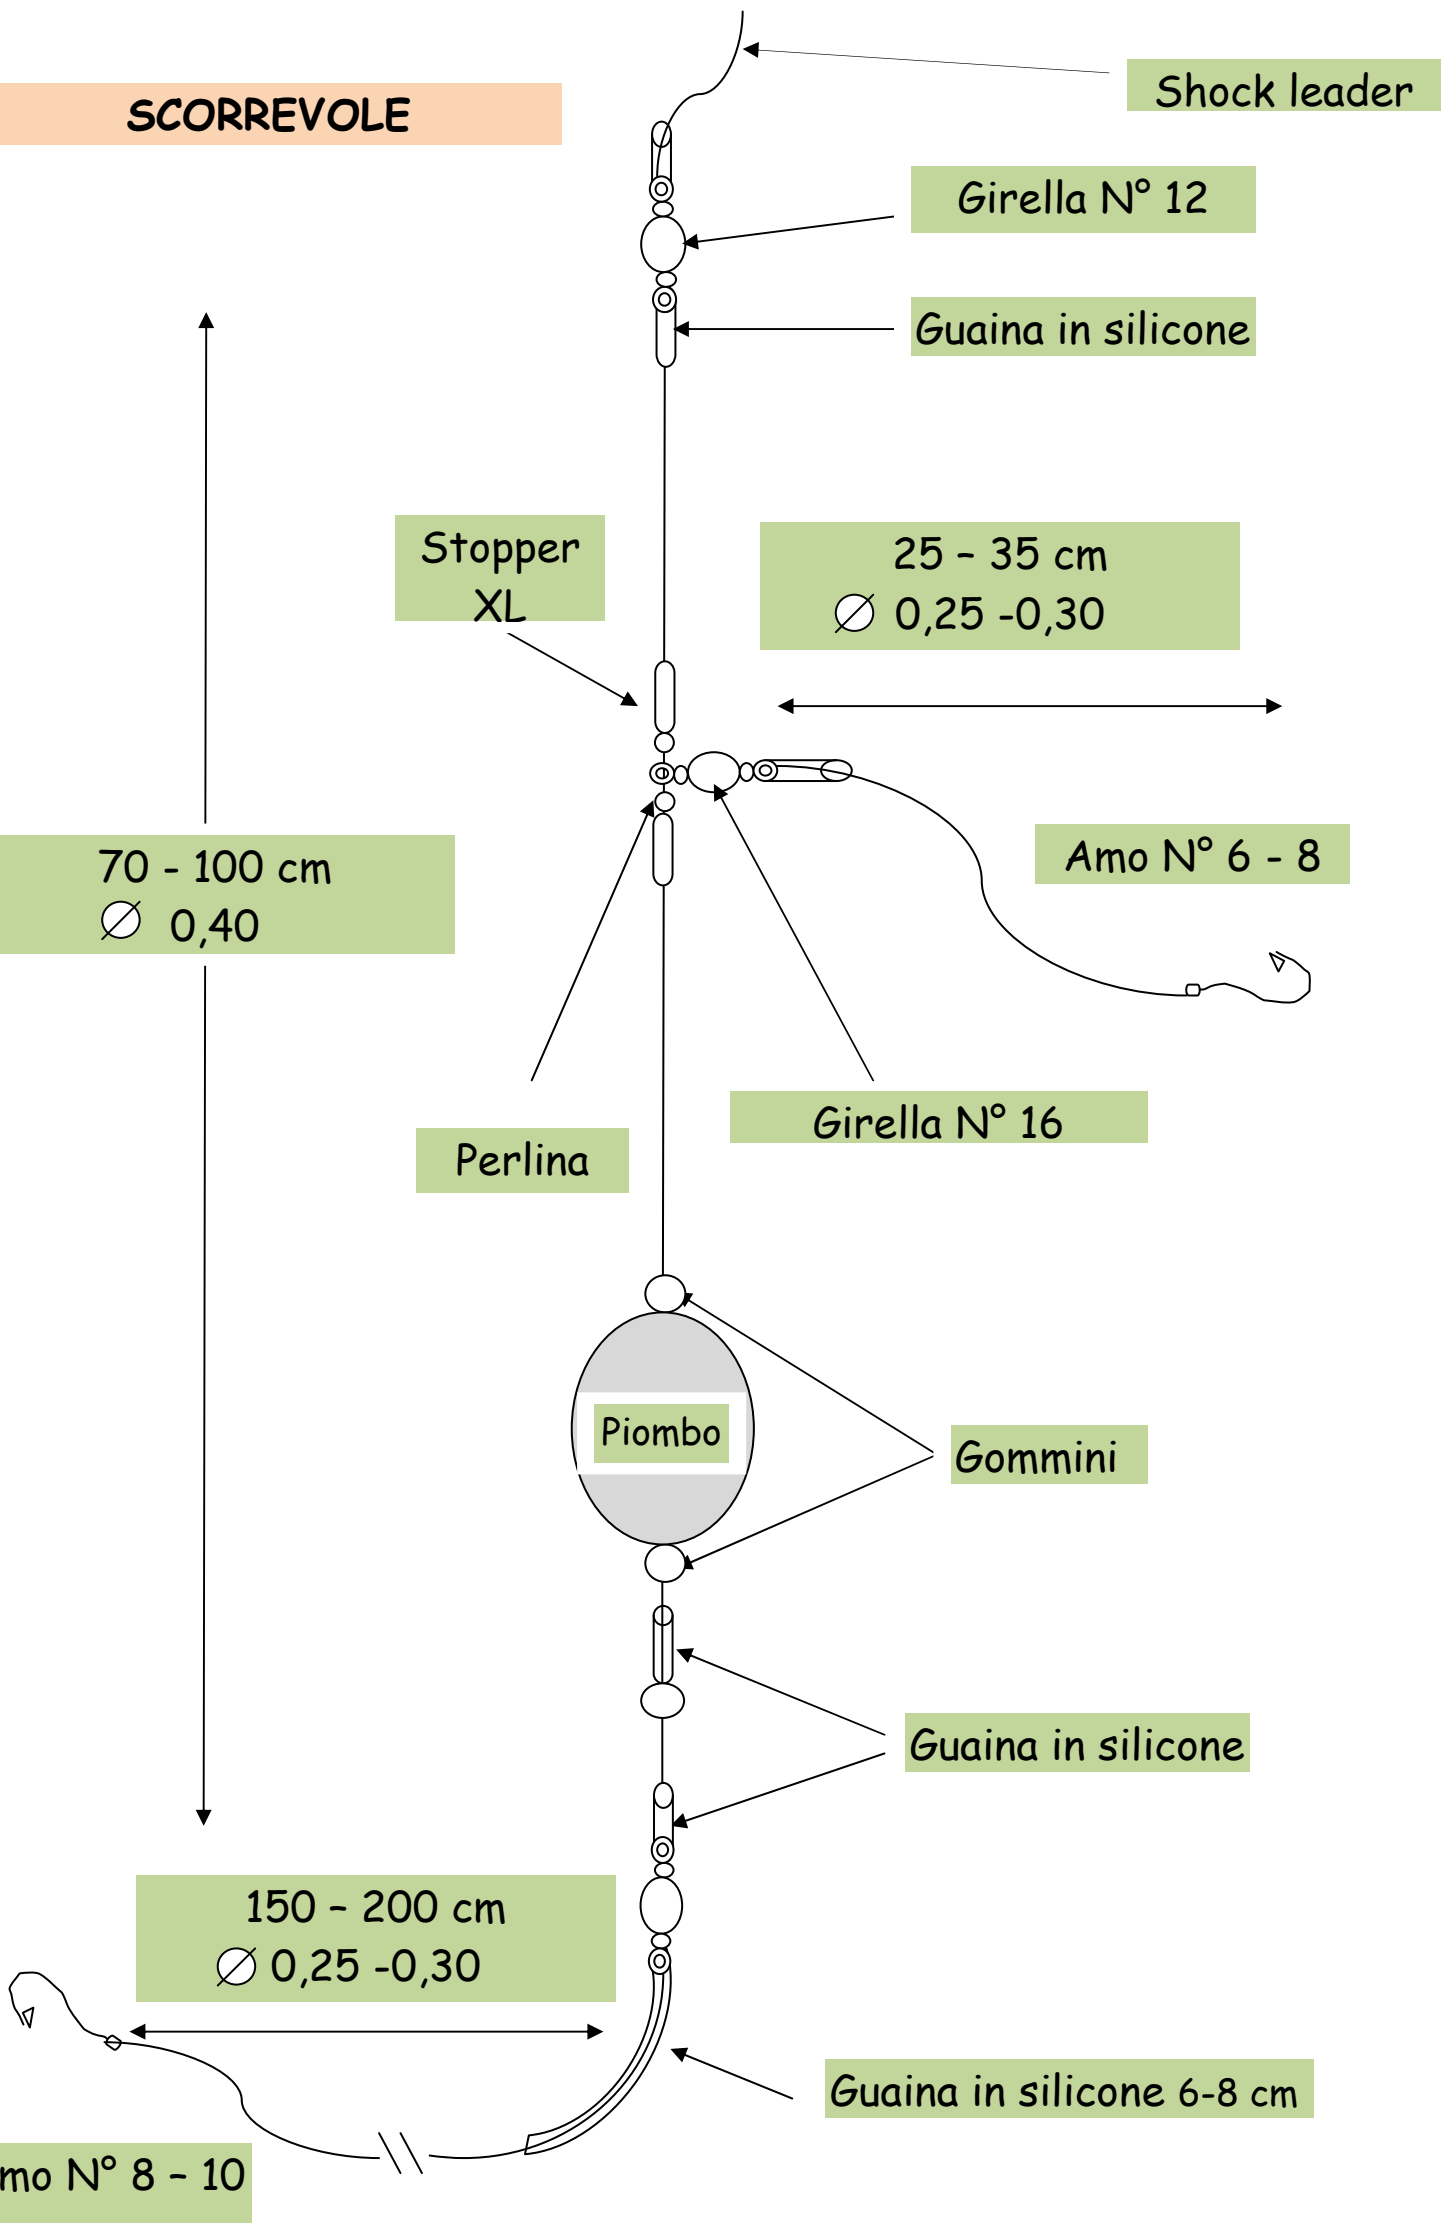 Shock leader
SCORREVOLE
Girella N° 12
Guaina in silicone
Stopper
XL
25 – 35 cm
0,25 -0,30
70 - 100 cm
0,40
Amo N° 6 - 8
Girella N° 16
Perlina
Piombo
Gommini
Guaina in silicone
150 – 200 cm
0,25 -0,30
Guaina in silicone 6-8 cm
mo N° 8 – 10